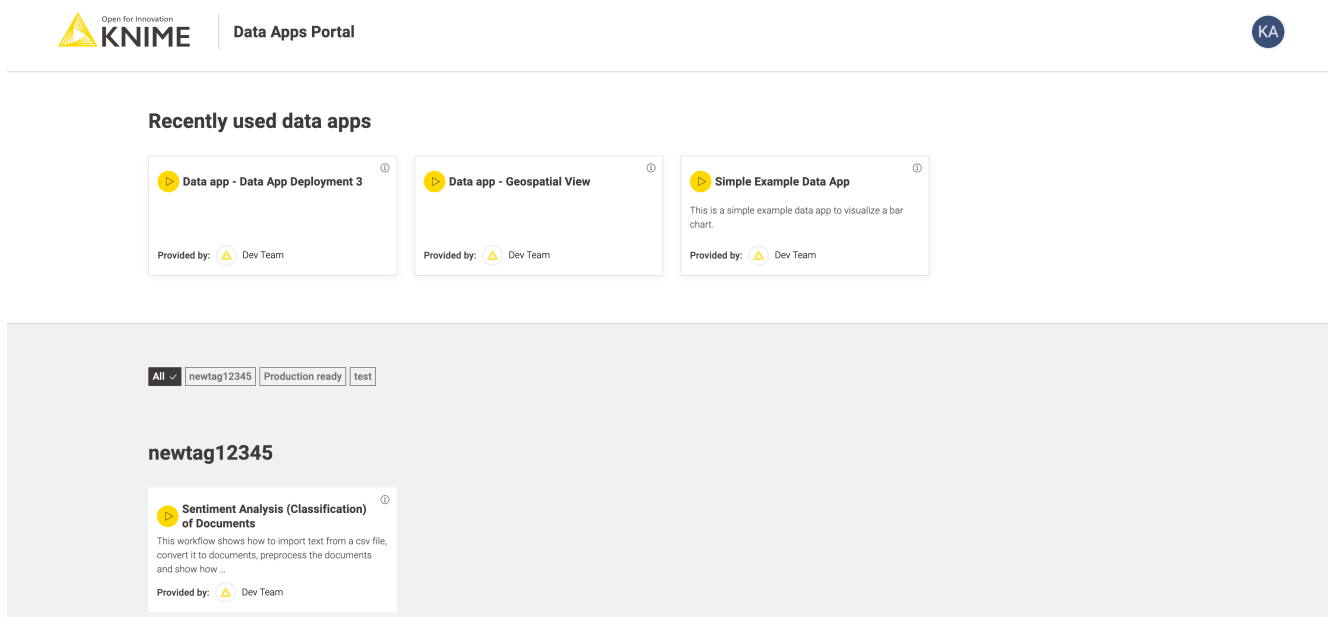 Open for Innovation
KNIME
Data Apps Portal
KA
Recently used data apps
Data app - Data App Deployment 3
Provided by: Dev Team
Data app - Geospatial View
Provided by: Dev Team
Simple Example Data App
This is a simple example data app to visualize a bar
chart.
Provided by: Dev Team
All newtag12345 Production ready test
newtag12345
Sentiment Analysis (Classification)
of Documents
This workflow shows how to import text from a csv file,
convert it to documents, preprocess the documents
and show how ...
Provided by: Dev Team